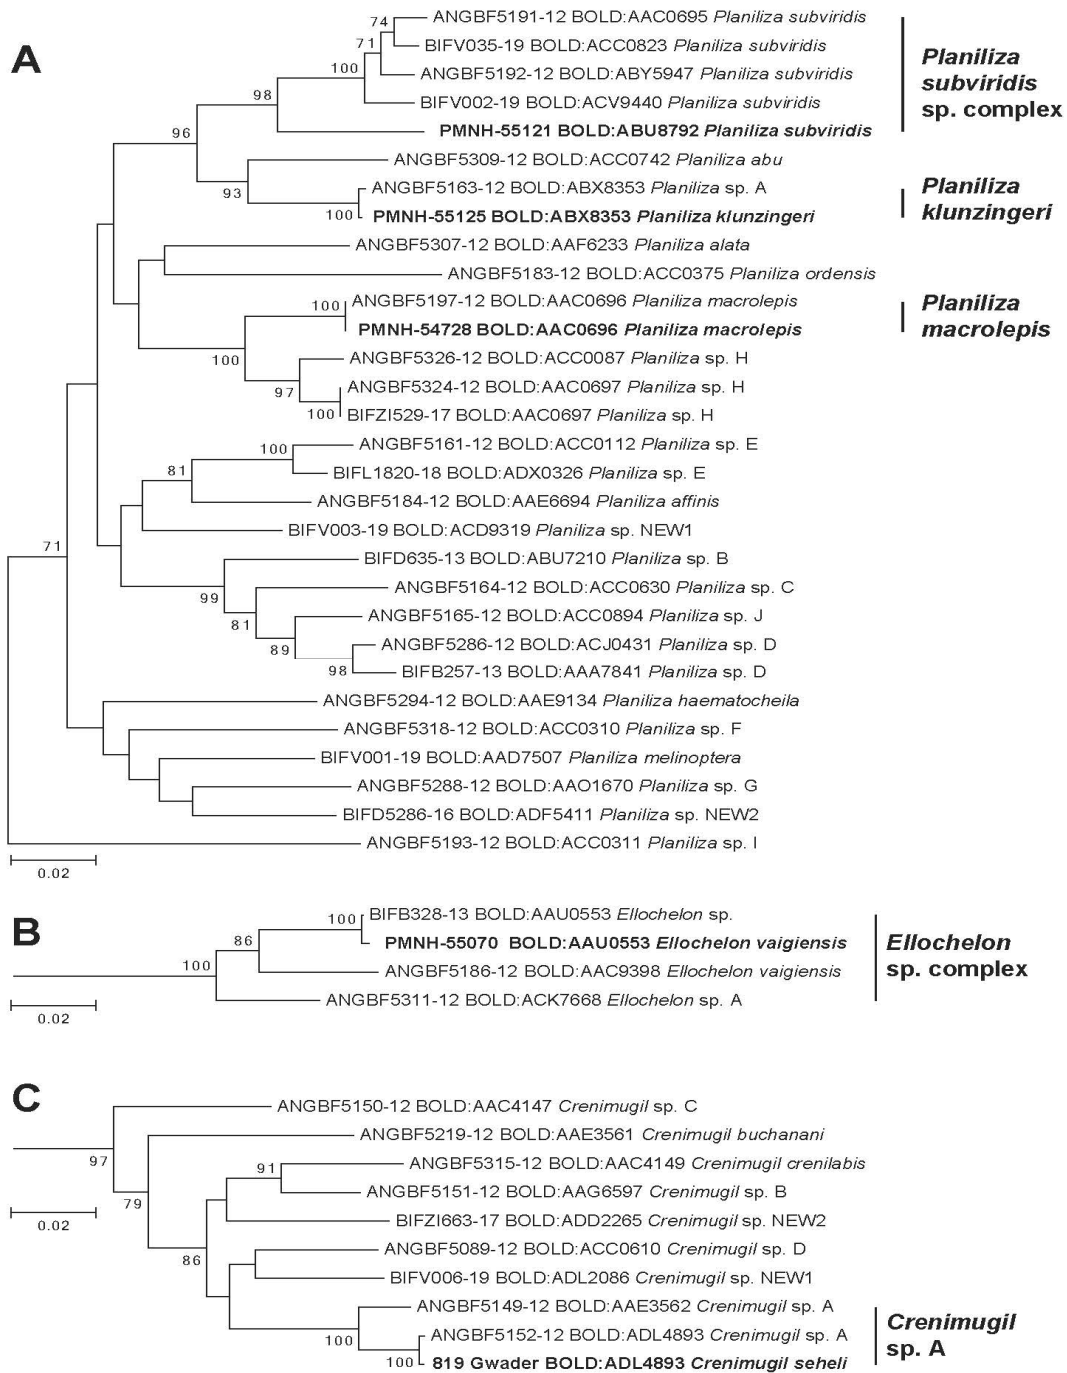 A
74
ANGBF5191-12 BOLD:AAC0695 Planiliza subviridis
71
BIFV035-19 BOLD:ACC0823 Planiliza subviridis
100
ANGBF5192-12 BOLD:ABY5947 Planiliza subviridis
98
BIFV002-19 BOLD:ACV9440 Planiliza subviridis
96
PMNH-55121 BOLD:ABU8792 Planiliza subviridis
Planiliza
subviridis
sp. complex
ANGBF5309-12 BOLD:ACC0742 Planiliza abu
93
ANGBF5163-12 BOLD:ABX8353 Planiliza sp. A
100
PMNH-55125 BOLD:ABX8353 Planiliza klunzingeri
Planiliza
klunzingeri
ANGBF5307-12 BOLD:AAF6233 Planiliza alata
ANGBF5183-12 BOLD:ACC0375 Planiliza ordensis
100
ANGBF5197-12 BOLD:AAC0696 Planiliza macrolepis
PMNH-54728 BOLD:AAC0696 Planiliza macrolepis
Planiliza
macrolepis
100
ANGBF5326-12 BOLD:ACC0087 Planiliza sp. H
97
ANGBF5324-12 BOLD:AAC0697 Planiliza sp. H
100
BIFZI529-17 BOLD:AAC0697 Planiliza sp. H
100
ANGBF5161-12 BOLD:ACC0112 Planiliza sp. E
81
BIFL1820-18 BOLD:ADX0326 Planiliza sp. E
ANGBF5184-12 BOLD:AAE6694 Planiliza affinis
BIFV003-19 BOLD:ACD9319 Planiliza sp. NEW1
71
BIFD635-13 BOLD:ABU7210 Planiliza sp. B
99
ANGBF5164-12 BOLD:ACC0630 Planiliza sp. C
81
ANGBF5165-12 BOLD:ACC0894 Planiliza sp. J
89
ANGBF5286-12 BOLD:ACJ0431 Planiliza sp. D
98
BIFB257-13 BOLD:AAA7841 Planiliza sp. D
ANGBF5294-12 BOLD:AAE9134 Planiliza haematocheila
ANGBF5318-12 BOLD:ACC0310 Planiliza sp. F
BIFV001-19 BOLD:AAD7507 Planiliza melinoptera
ANGBF5288-12 BOLD:AAO1670 Planiliza sp. G
BIFD5286-16 BOLD:ADF5411 Planiliza sp. NEW2
ANGBF5193-12 BOLD:ACC0311 Planiliza sp. I
0.02
B
100
BIFB328-13 BOLD:AAU0553 Ellochelon sp.
86
PMNH-55070 BOLD:AAU0553 Ellochelon vaigiensis
100
ANGBF5186-12 BOLD:AAC9398 Ellochelon vaigiensis
ANGBF5311-12 BOLD:ACK7668 Ellochelon sp. A
Ellochelon
sp. complex
0.02
C
ANGBF5150-12 BOLD:AAC4147 Crenimugil sp. C
97
ANGBF5219-12 BOLD:AAE3561 Crenimugil buchanani
79
91
ANGBF5315-12 BOLD:AAC4149 Crenimugil crenilabis
ANGBF5151-12 BOLD:AAG6597 Crenimugil sp. B
0.02
BIFZI663-17 BOLD:ADD2265 Crenimugil sp. NEW2
86
ANGBF5089-12 BOLD:ACC0610 Crenimugil sp. D
BIFV006-19 BOLD:ADL2086 Crenimugil sp. NEW1
ANGBF5149-12 BOLD:AAE3562 Crenimugil sp. A
100
ANGBF5152-12 BOLD:ADL4893 Crenimugil sp. A
100
819 Gwader BOLD:ADL4893 Crenimugil seheli
Crenimugil
sp. A